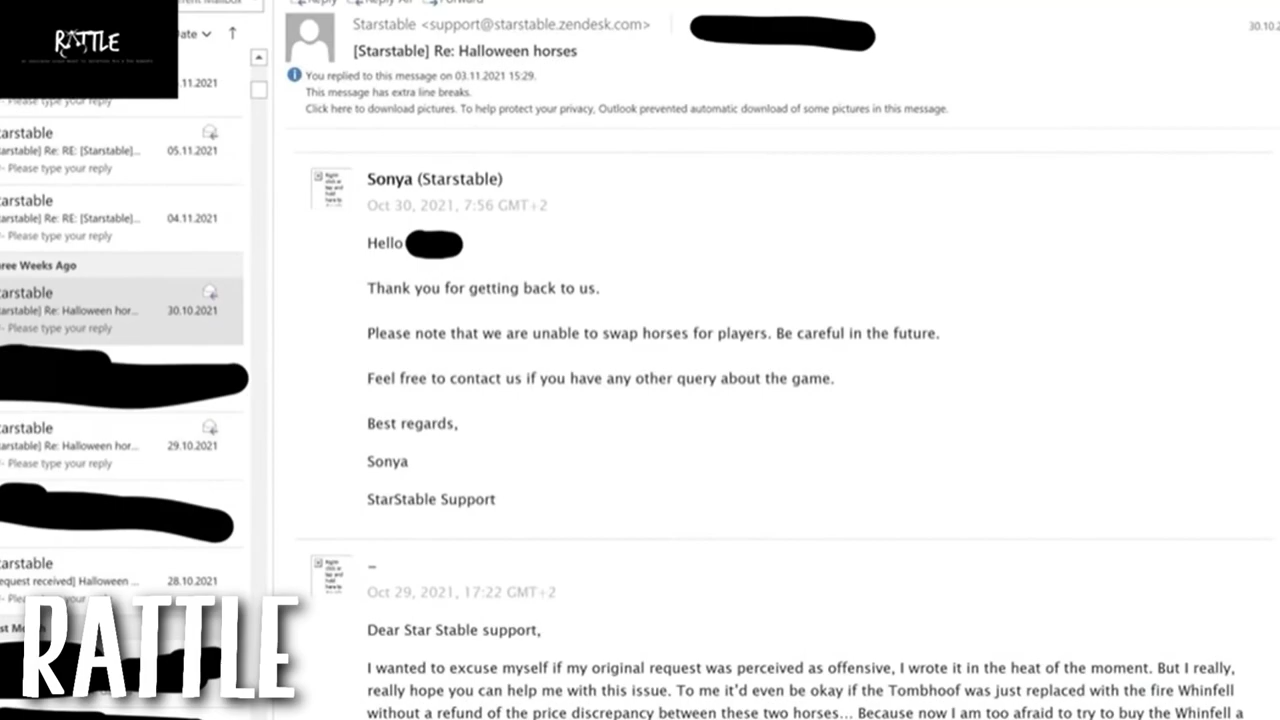 RATTLE
Date
11.2021
Please type your reply
arstable
arstable] Re: RE: [Starstable]... 05.11.2021
- Please type your reply
arstable
arstable] Re: RE: [Starstable]... 04.11.2021
- Please type your reply
ree Weeks Ago
arstable
arstable] Re: Halloween hor... 30.10.2021
- Please type your reply
arstable
arstable] Re: Halloween hor... 29.10.2021
- Please type your reply
arstable
equest received] Halloween ... 28.10.2021
RATTLE
Starstable <support@starstable.zendesk.com>
30.10.2
[Starstable] Re: Halloween horses
You replied to this message on 03.11.2021 15:29.
This message has extra line breaks.
Click here to download pictures. To help protect your privacy, Outlook prevented automatic download of some pictures in this message.
Sonya (Starstable)
Oct 30, 2021, 7:56 GMT+2
Hello
Thank you for getting back to us.
Please note that we are unable to swap horses for players. Be careful in the future.
Feel free to contact us if you have any other query about the game.
Best regards,
Sonya
StarStable Support
Oct 29, 2021, 17:22 GMT+2
Dear Star Stable support,
I wanted to excuse myself if my original request was perceived as offensive, I wrote it in the heat of the moment. But I really,
really hope you can help me with this issue. To me it'd even be okay if the Tombhoof was just replaced with the fire Whinfell
without a refund of the price discrepancy between these two horses... Because now I am too afraid to try to buy the Whinfell a